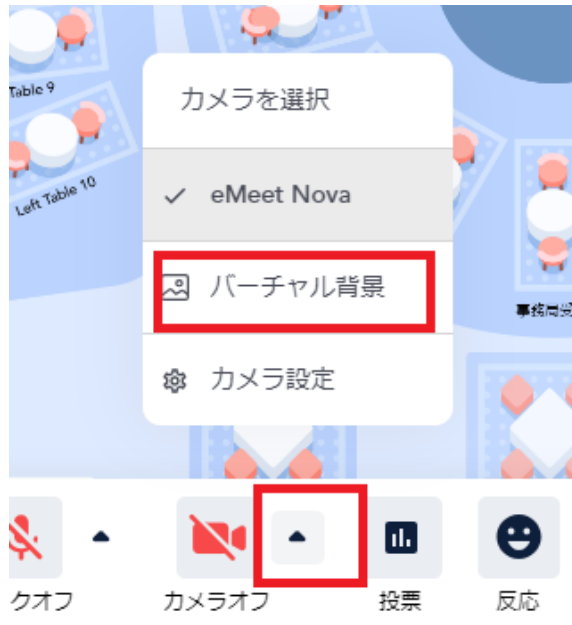 Table 9
Left Table 10
カメラを選択
eMeet Nova
バーチャル背景
カメラ設定
事務局受
クオフ
カメラオフ
投票
反応